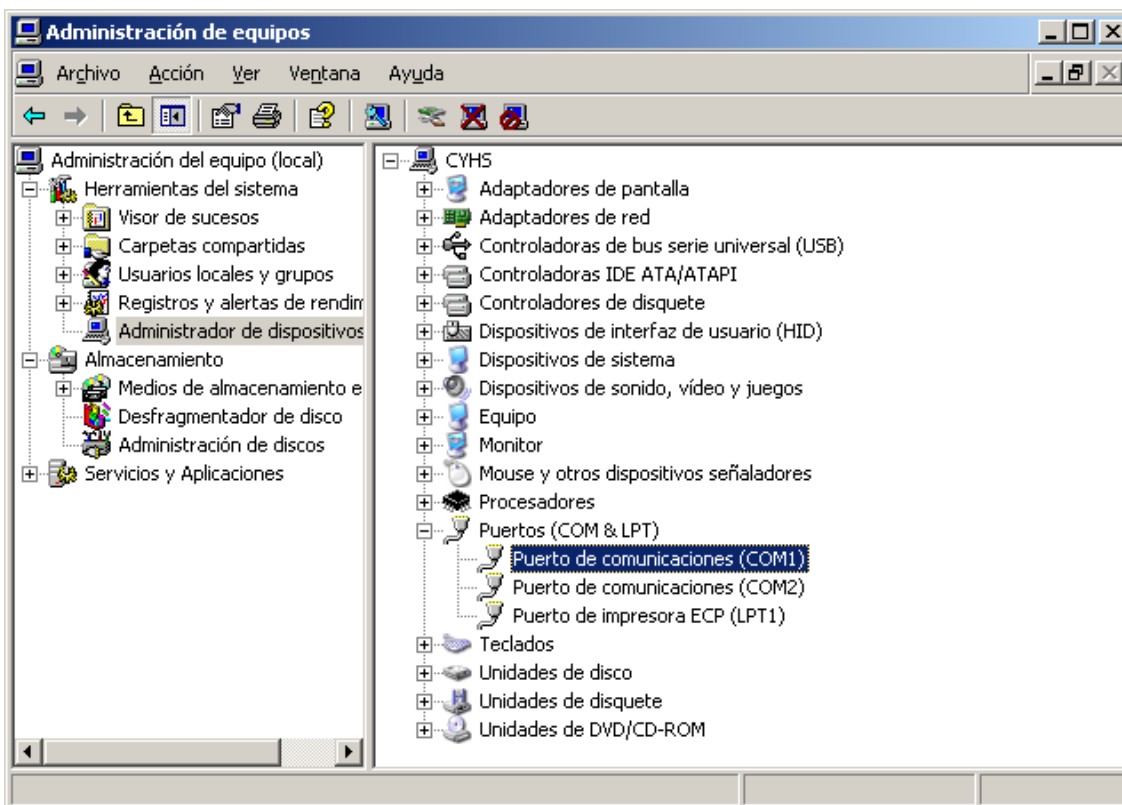 Administración de equipos
Archivo Acción Ver Ventana Ayuda
Administración del equipo (local)
Herramientas del sistema
Visor de sucesos
Carpetas compartidas
Usuarios locales y grupos
Registros y alertas de rendim
Administrador de dispositivos
Almacenamiento
Medios de almacenamiento e
Desfragmentador de disco
Administración de discos
Servicios y Aplicaciones
CYHS
Adaptadores de pantalla
Adaptadores de red
Controladoras de bus serie universal (USB)
Controladoras IDE ATA/ATAPI
Controladores de disquete
Dispositivos de interfaz de usuario (HID)
Dispositivos de sistema
Dispositivos de sonido, vídeo y juegos
Equipo
Monitor
Mouse y otros dispositivos señaladores
Procesadores
Puertos (COM & LPT)
Puerto de comunicaciones (COM1)
Puerto de comunicaciones (COM2)
Puerto de impresora ECP (LPT1)
Teclados
Unidades de disco
Unidades de disquete
Unidades de DVD/CD-ROM